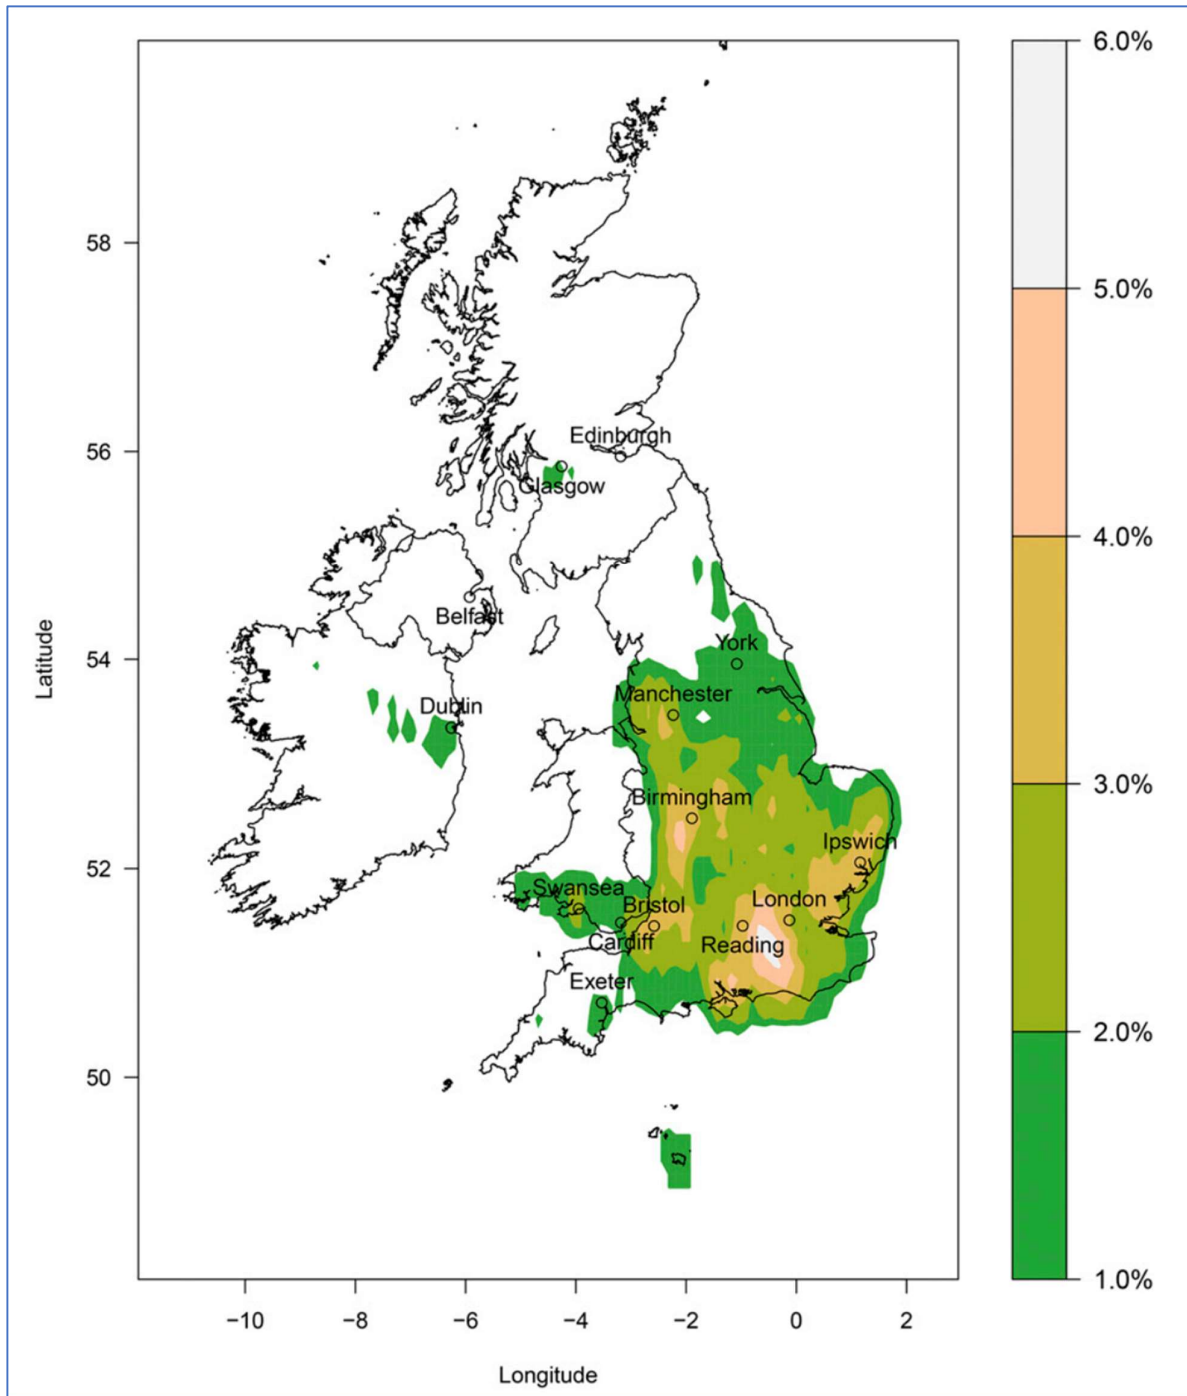 6.0%
58
5.0%
56
Edinburgh
Glasgow
4.0%
Belfast
Latitude
54
York
Manchester
Dublin
3.0%
Birmingham
Ipswich
52
Swansea
Bristol
London
Cardiff
Reading
Exeter
2.0%
50
1.0%
−10 −8 −6 −4 −2 0 2
Longitude